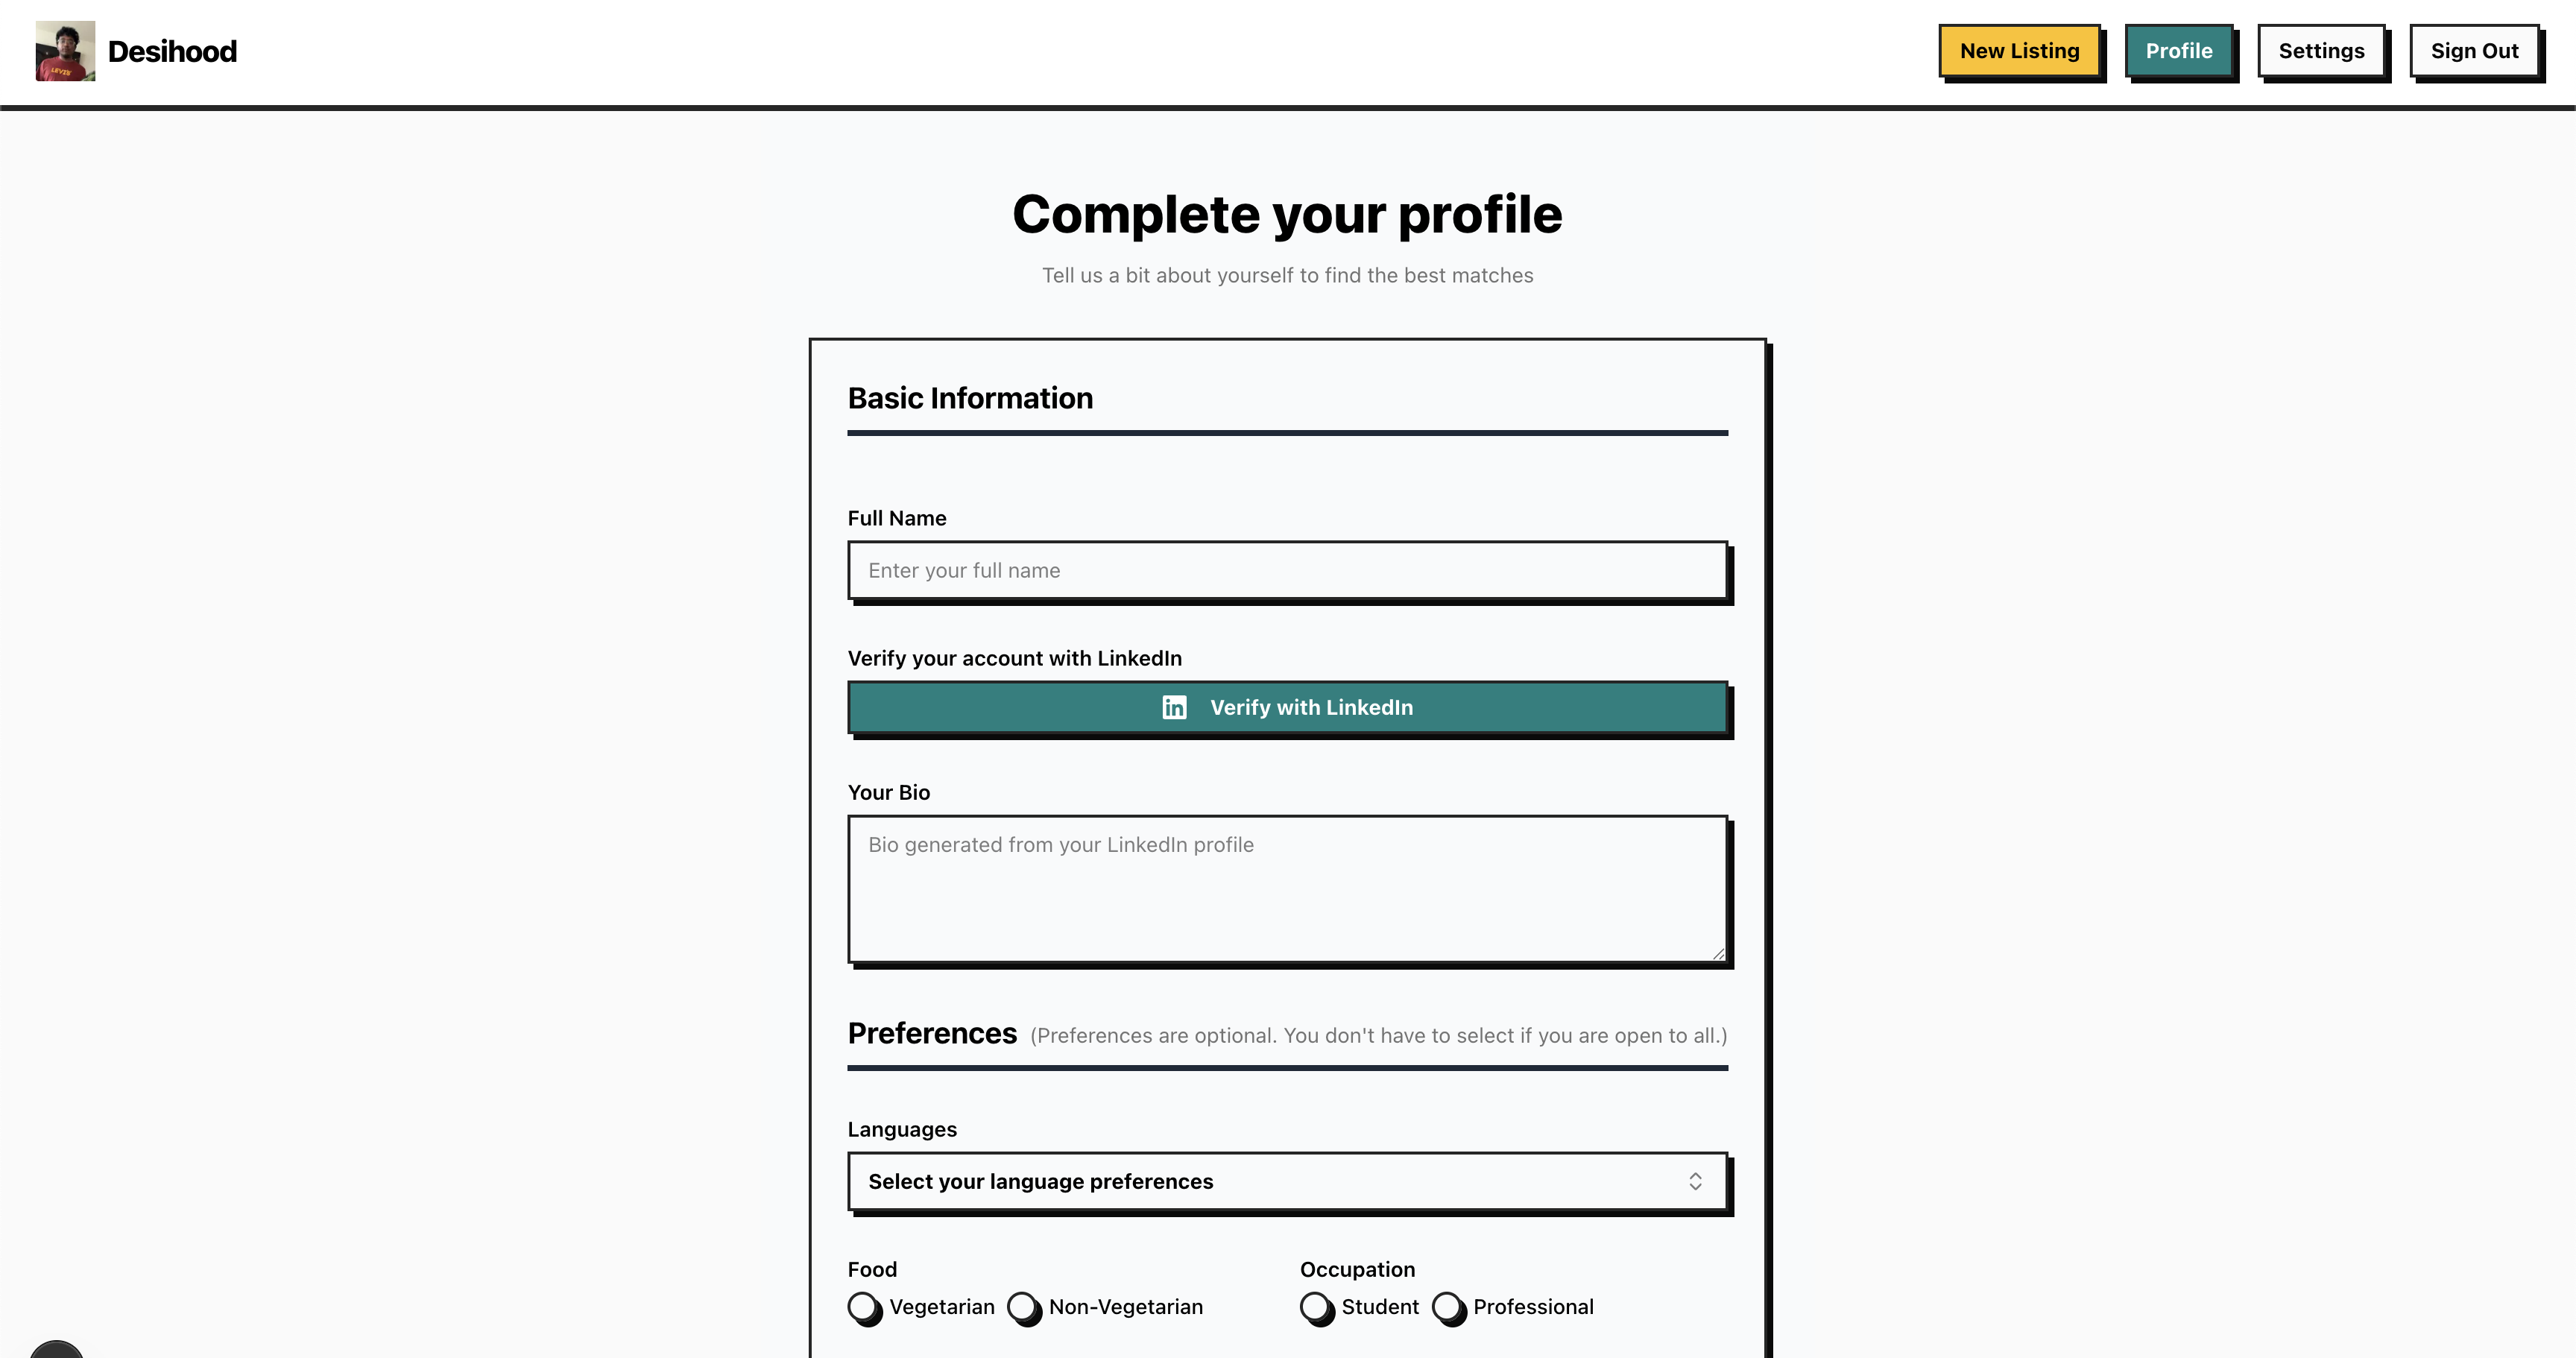 Desihood
New Listing
Profile
Settings
Sign Out
Complete your profile
Tell us a bit about yourself to find the best matches
Basic Information
Full Name
Enter your full name
Verify your account with LinkedIn
in Verify with LinkedIn
Your Bio
Bio generated from your LinkedIn profile
Preferences (Preferences are optional. You don't have to select if you are open to all.)
Languages
Select your language preferences
Food
Vegetarian Non-Vegetarian
Occupation
Student Professional